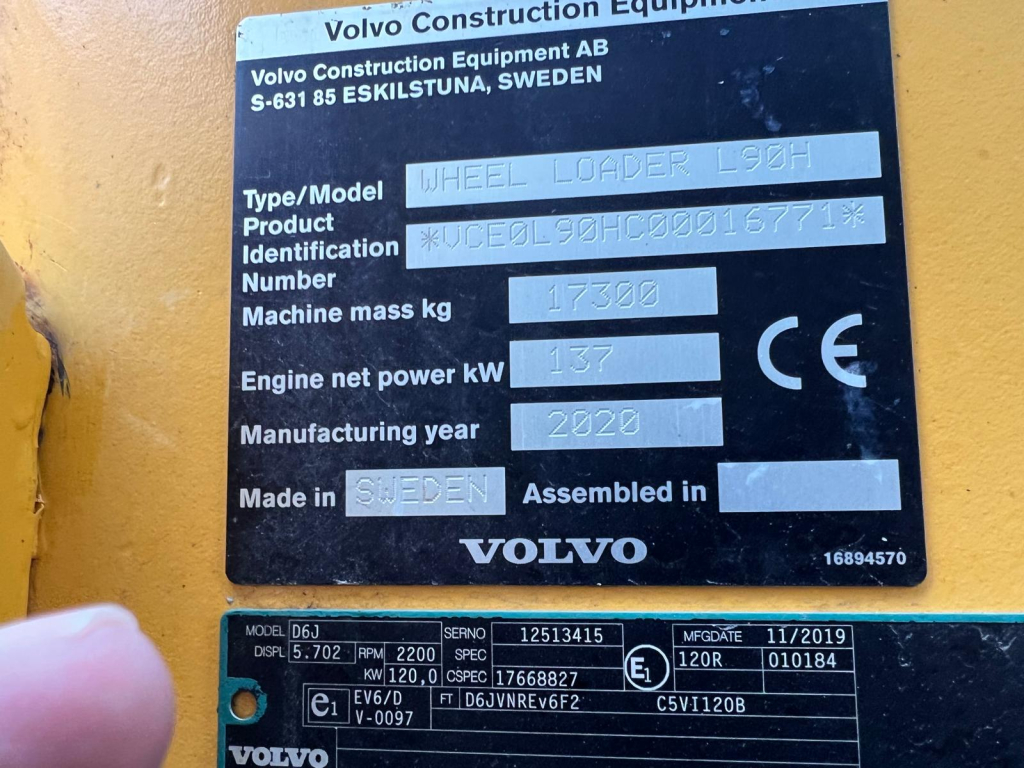 Volvo Construction Equipment
Volvo Construction Equipment AB
S-631 85 ESKILSTUNA, SWEDEN
Type/Model WHEEL LOADER L90H
Product
Identification *VCE0L90HC00016771*
Number
Machine mass kg 17300
Engine net power kW 137
Manufacturing year 2020
Made in SWEDEN Assembled in
VOLVO 16894570
MODEL D6J SERNO 12513415 MFGDATE 11/2019
DISPL 5.702 RPM 2200 SPEC E1 120R 010184
KW 120,0 CSPEC 17668827
e1 EV6/D FT D6JVNREv6F2 C5VI120B
V-0097
VOLVO